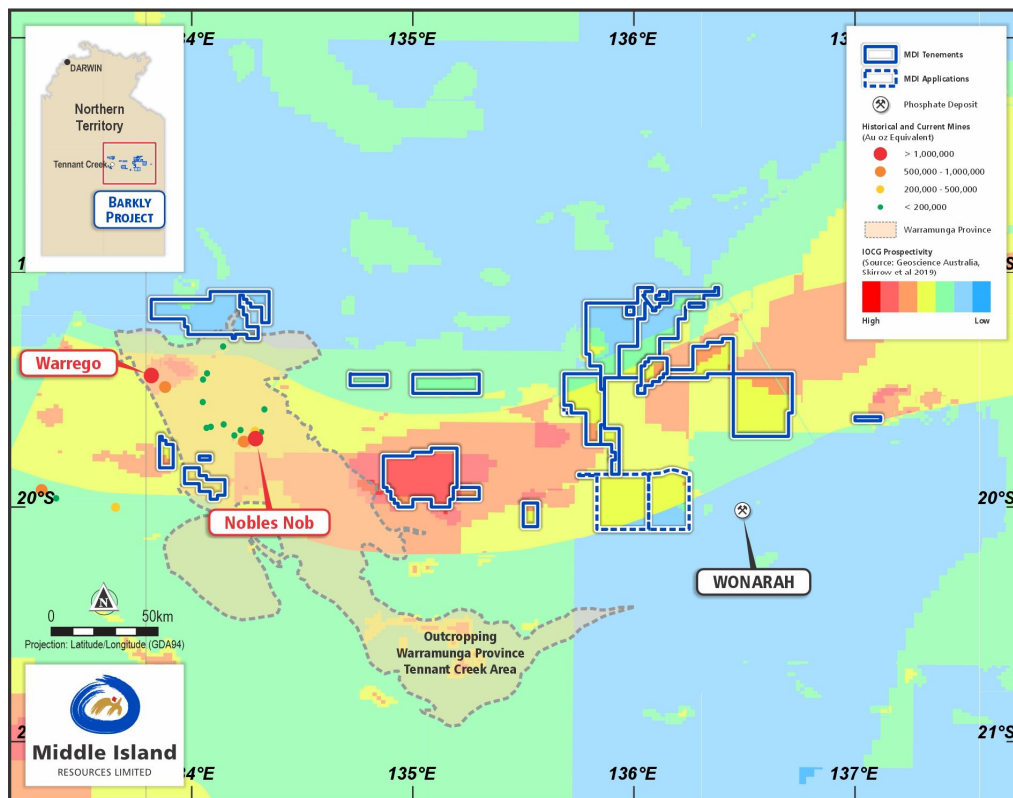 34°E
135°E
136°E
13
DARWIN
Northern
Territory
Tennant Creek
BARKLY
PROJECT
MDI Tenements
MDI Applications
Phosphate Deposit
Historical and Current Mines
(Au oz Equivalent)
> 1,000,000
500,000 - 1,000,000
200,000 - 500,000
< 200,000
Warramunga Province
IOCG Prospectivity
(Source: Geoscience Australia,
Skirrow et al 2019)
High
Low
1
°S
Warrego
Nobles Nob
20°S
20°S
WONARAH
N
0
50km
Projection: Latitude/Longitude (GDA94)
Outcropping
Warramunga Province
Tennant Creek Area
Middle Island
RESOURCES LIMITED
2
21°S
34°E
135°E
136°E
137°E